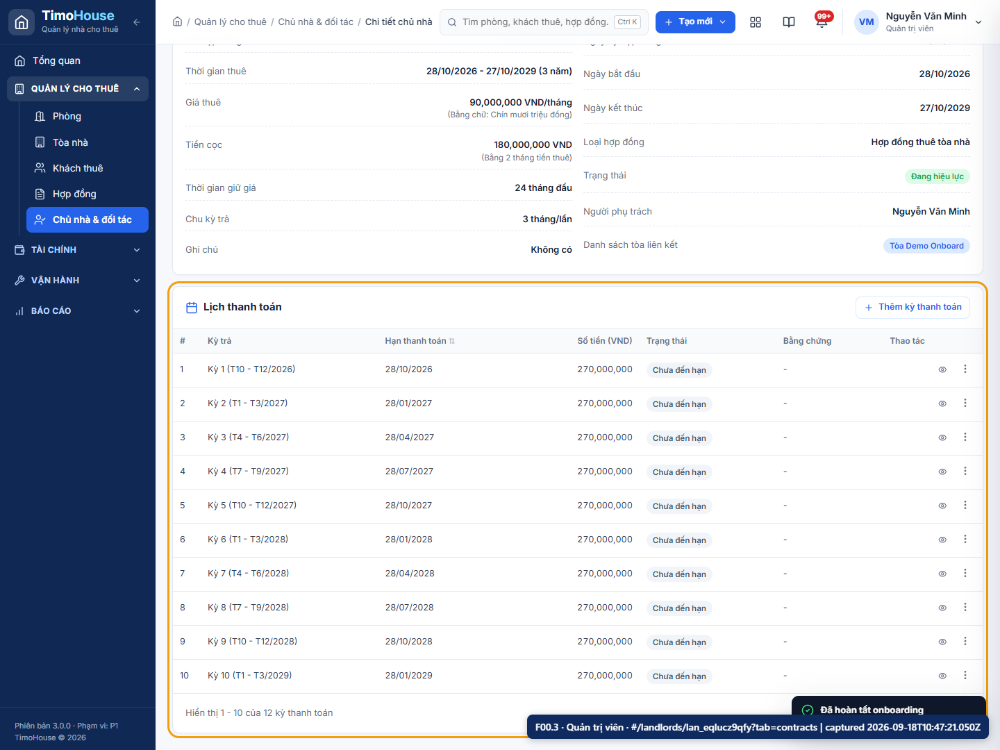 TimoHouse
Quản lý nhà cho thuê
Tổng quan
QUẢN LÝ CHO THUÊ
Phòng
Tòa nhà
Khách thuê
Hợp đồng
Chủ nhà & đối tác
TÀI CHÍNH
VẬN HÀNH
BÁO CÁO
Phiên bản 3.0.0 · Phạm vi: P1
TimoHouse © 2026
/ Quản lý cho thuê / Chủ nhà & đối tác / Chi tiết chủ nhà
Tìm phòng, khách thuê, hợp đồng. Ctrl K
Tạo mới
99+
VM
Nguyễn Văn Minh
Quản trị viên
Thời gian thuê 28/10/2026 - 27/10/2029 (3 năm)
Giá thuê 90,000,000 VND/tháng
(Bằng chữ: Chín mươi triệu đồng)
Tiền cọc 180,000,000 VND
(Bằng 2 tháng tiền thuê)
Thời gian giữ giá 24 tháng đầu
Chu kỳ trả 3 tháng/lần
Ghi chú Không có
Ngày bắt đầu 28/10/2026
Ngày kết thúc 27/10/2029
Loại hợp đồng Hợp đồng thuê tòa nhà
Trạng thái Đang hiệu lực
Người phụ trách Nguyễn Văn Minh
Danh sách tòa liên kết Tòa Demo Onboard
Lịch thanh toán
Thêm kỳ thanh toán
# Kỳ trả Hạn thanh toán Số tiền (VND) Trạng thái Bằng chứng Thao tác
1 Kỳ 1 (T10 - T12/2026) 28/10/2026 270,000,000 Chưa đến hạn -
2 Kỳ 2 (T1 - T3/2027) 28/01/2027 270,000,000 Chưa đến hạn -
3 Kỳ 3 (T4 - T6/2027) 28/04/2027 270,000,000 Chưa đến hạn -
4 Kỳ 4 (T7 - T9/2027) 28/07/2027 270,000,000 Chưa đến hạn -
5 Kỳ 5 (T10 - T12/2027) 28/10/2027 270,000,000 Chưa đến hạn -
6 Kỳ 6 (T1 - T3/2028) 28/01/2028 270,000,000 Chưa đến hạn -
7 Kỳ 7 (T4 - T6/2028) 28/04/2028 270,000,000 Chưa đến hạn -
8 Kỳ 8 (T7 - T9/2028) 28/07/2028 270,000,000 Chưa đến hạn -
9 Kỳ 9 (T10 - T12/2028) 28/10/2028 270,000,000 Chưa đến hạn -
10 Kỳ 10 (T1 - T3/2029) 28/01/2029 270,000,000 Chưa đến hạn -
Hiển thị 1 - 10 của 12 kỳ thanh toán
Đã hoàn tất onboarding
F00.3 · Quản trị viên · #/landlords/lan_eqlucz9qfy?tab=contracts | captured 2026-09-18T10:47:21.050Z